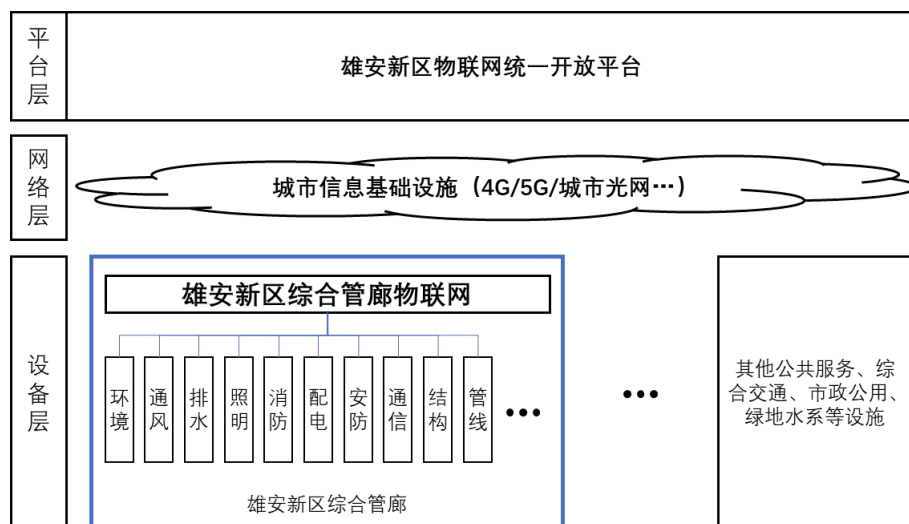 平台层
雄安新区物联网统一开放平台
网络层
城市信息基础设施（4G/5G/城市光网…）
设备层
雄安新区综合管廊物联网
环境
通风
排水
照明
消防
配电
安防
通信
结构
管线
•••
雄安新区综合管廊
•••
其他公共服务、综
合交通、市政公用、
绿地水系等设施